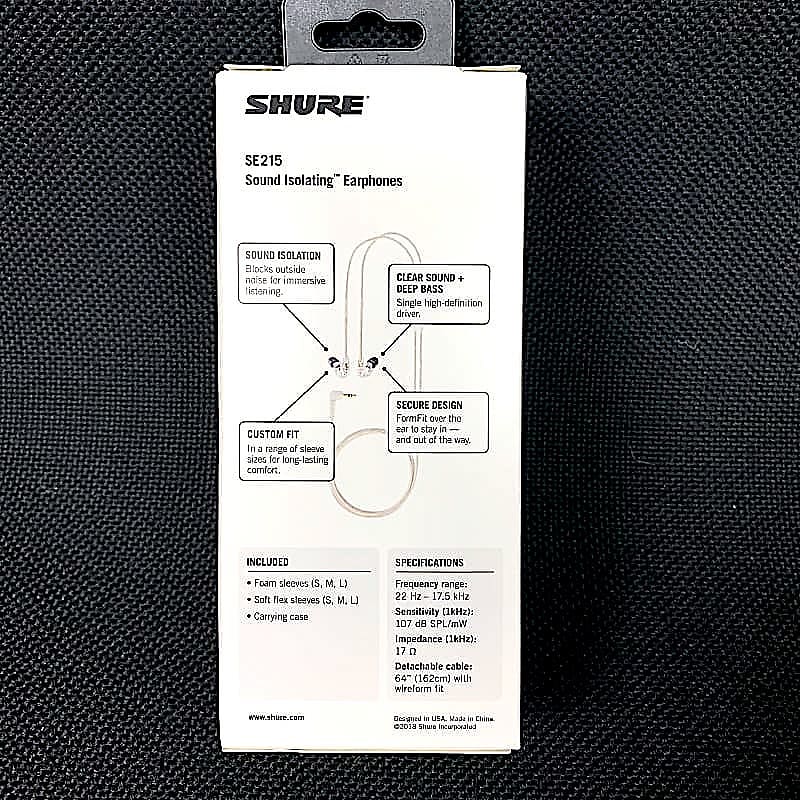 SHURE
SE215
Sound Isolating™ Earphones
SOUND ISOLATION
Blocks outside
noise for immersive
listening.
CLEAR SOUND +
DEEP BASS
Single high-definition
driver.
CUSTOM FIT
In a range of sleeve
sizes for long-lasting
comfort.
SECURE DESIGN
FormFit over the
ear to stay in —
and out of the way.
INCLUDED
• Foam sleeves (S, M, L)
• Soft flex sleeves (S, M, L)
• Carrying case
SPECIFICATIONS
Frequency range:
22 Hz – 17.5 kHz
Sensitivity (1kHz):
107 dB SPL/mW
Impedance (1kHz):
17 Ω
Detachable cable:
64" (162cm) with
wireform fit
www.shure.com
Designed in USA. Made in China.
©2018 Shure Incorporated